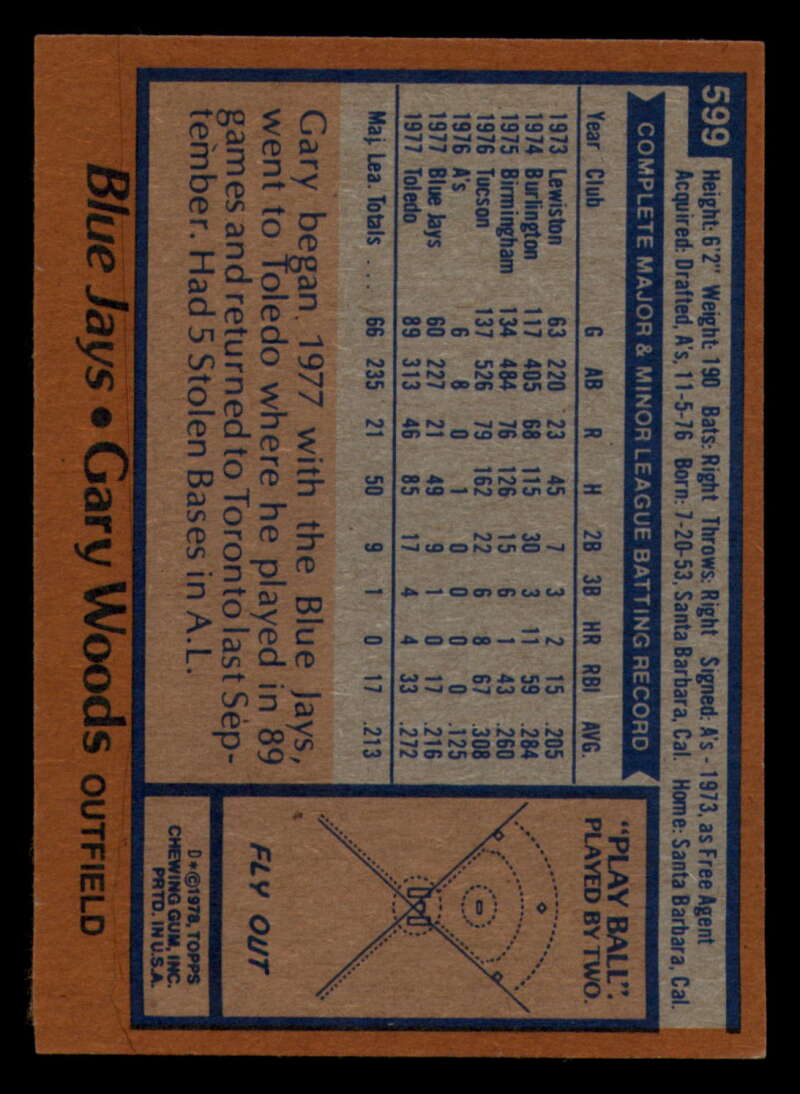 599
Height: 6'2" Weight: 190 Bats: Right Throws: Right Signed: A's - 1973, as Free Agent
Acquired: Drafted, A's, 11-5-76 Born: 7-20-53, Santa Barbara, Cal. Home: Santa Barbara, Cal.
COMPLETE MAJOR & MINOR LEAGUE BATTING RECORD
Year Club G AB R H 2B 3B HR RBI AVG.
1973 Lewiston 63 220 23 45 7 3 2 15 .205
1974 Burlington 117 405 68 115 30 3 11 59 .284
1975 Birmingham 134 484 76 126 15 6 1 43 .260
1976 Tucson 137 526 79 162 22 6 8 67 .308
1976 A's 6 8 0 1 0 0 0 0 .125
1977 Blue Jays 60 227 21 49 9 1 0 17 .216
1977 Toledo 89 313 46 85 17 4 4 33 .272
Maj. Lea. Totals .... 66 235 21 50 9 1 0 17 .213
Gary began 1977 with the Blue Jays,
went to Toledo where he played in 89
games and returned to Toronto last Sep-
tember. Had 5 Stolen Bases in A.L.
"PLAY BALL".
PLAYED BY TWO.
FLY OUT
D*©1978, TOPPS
CHEWING GUM, INC.
PRTD. IN U.S.A.
Blue Jays • Gary Woods OUTFIELD